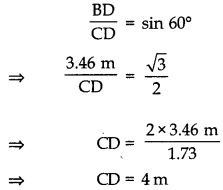 BD/CD = sin 60°
⇒ 3.46 m/CD = √3/2
⇒ CD = 2×3.46 m/1.73
⇒ CD = 4 m